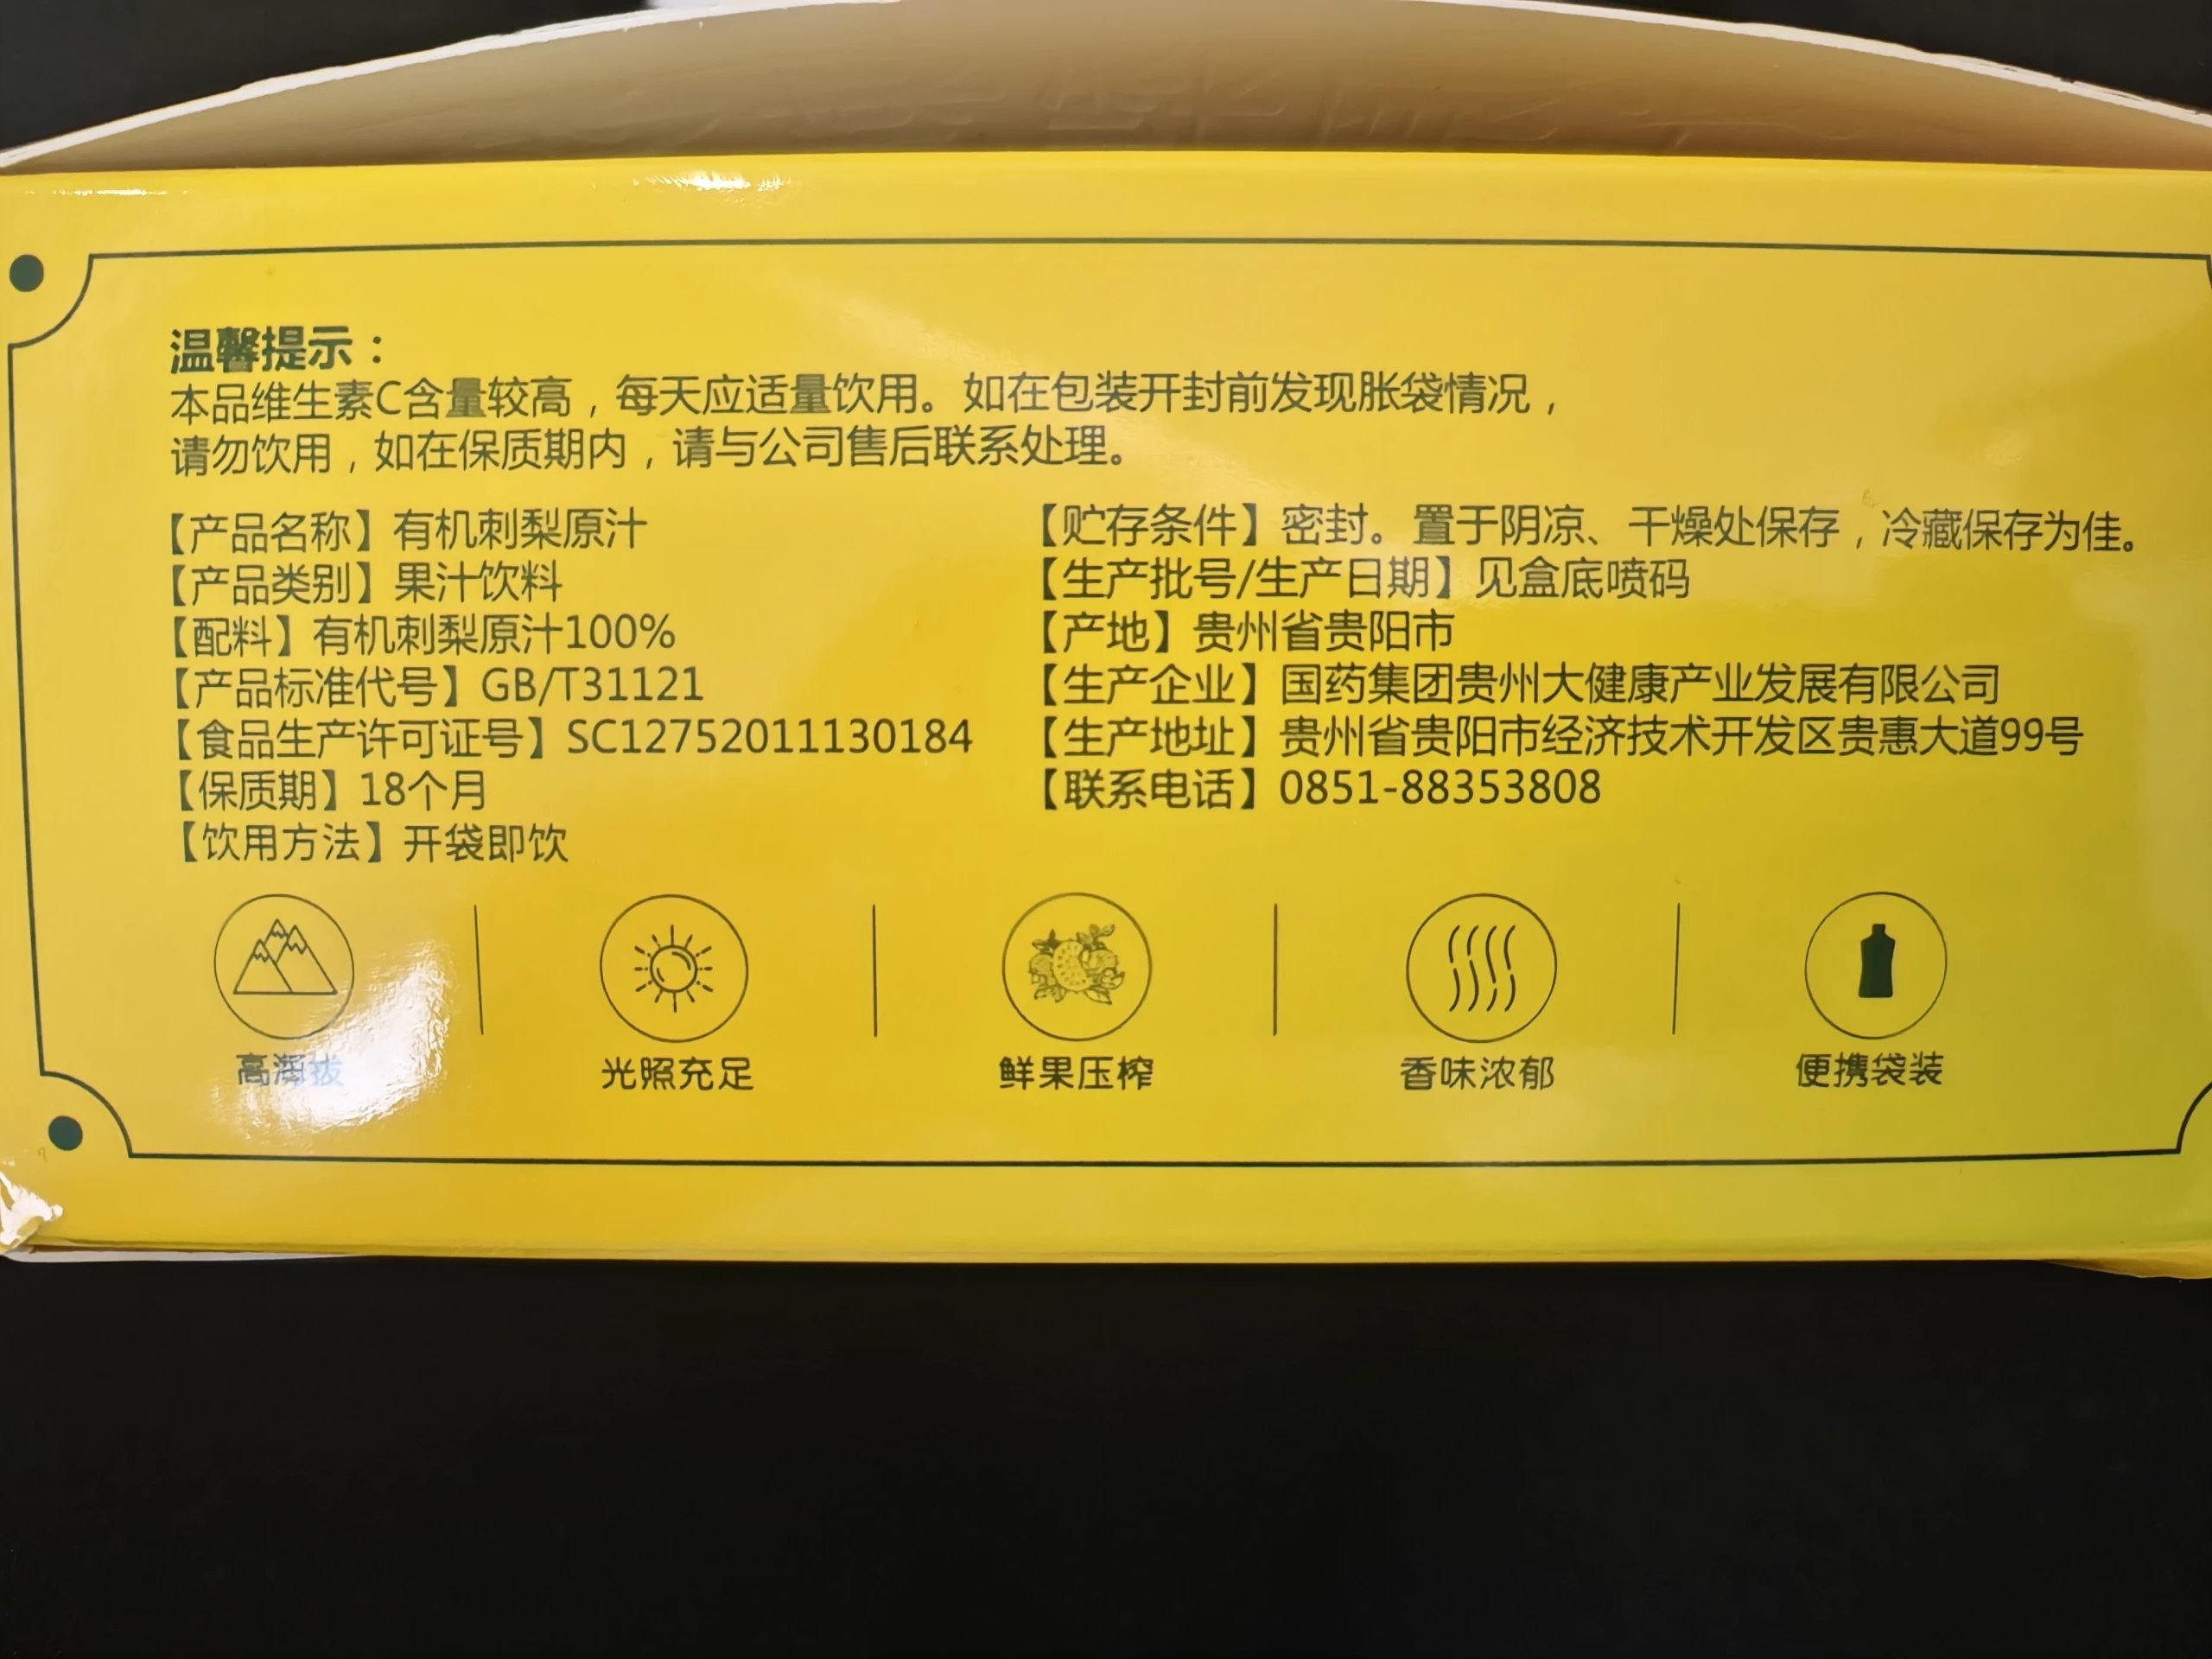 温馨提示：
本品维生素C含量较高，每天应适量饮用。如在包装开封前发现胀袋情况，
请勿饮用，如在保质期内，请与公司售后联系处理。
【产品名称】有机刺梨原汁
【产品类别】果汁饮料
【配料】有机刺梨原汁100%
【产品标准代号】GB/T31121
【食品生产许可证号】SC12752011130184
【保质期】18个月
【饮用方法】开袋即饮
【贮存条件】密封。置于阴凉、干燥处保存，冷藏保存为佳。
【生产批号/生产日期】见盒底喷码
【产地】贵州省贵阳市
【生产企业】国药集团贵州大健康产业发展有限公司
【生产地址】贵州省贵阳市经济技术开发区贵惠大道99号
【联系电话】0851-88353808
高海拔
光照充足
鲜果压榨
香味浓郁
便携袋装